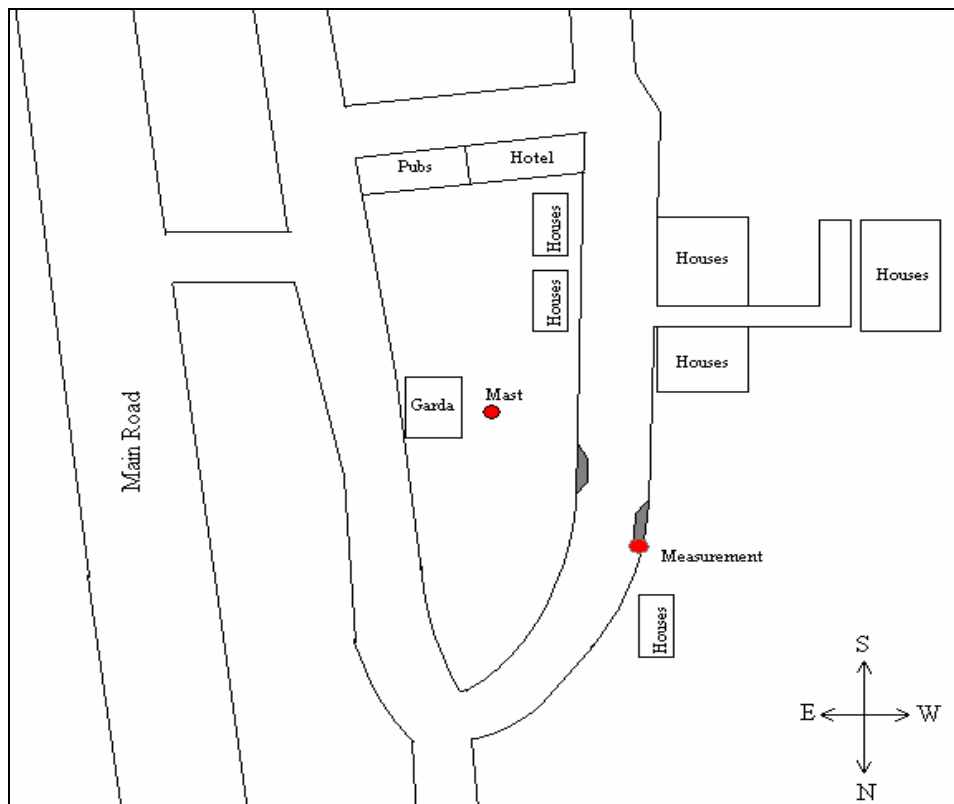 Pubs
Hotel
Houses
Houses
Houses
Houses
Houses
Garda
Mast
Main Road
Measurement
Houses
S
E
W
N